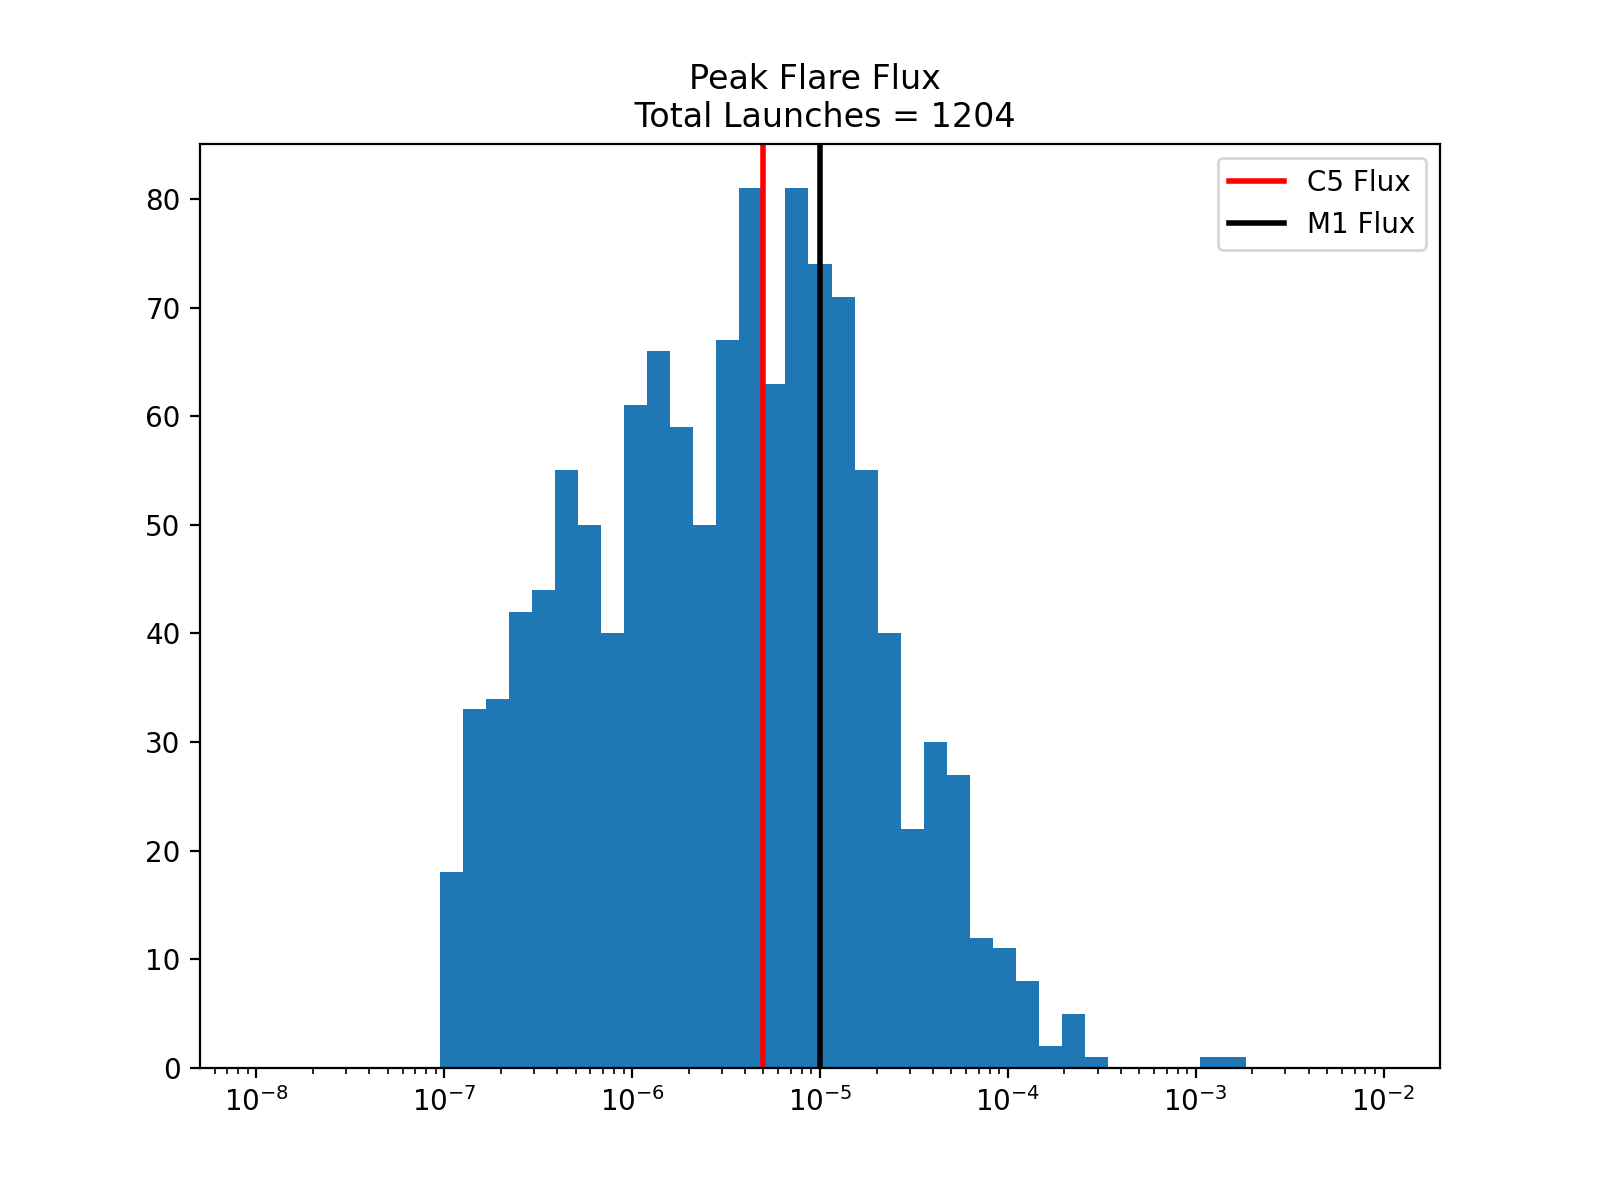 Peak Flare Flux
Total Launches = 1204
C5 Flux
M1 Flux
80
70
60
50
40
30
20
10
0
10⁻⁸ 10⁻⁷ 10⁻⁶ 10⁻⁵ 10⁻⁴ 10⁻³ 10⁻²